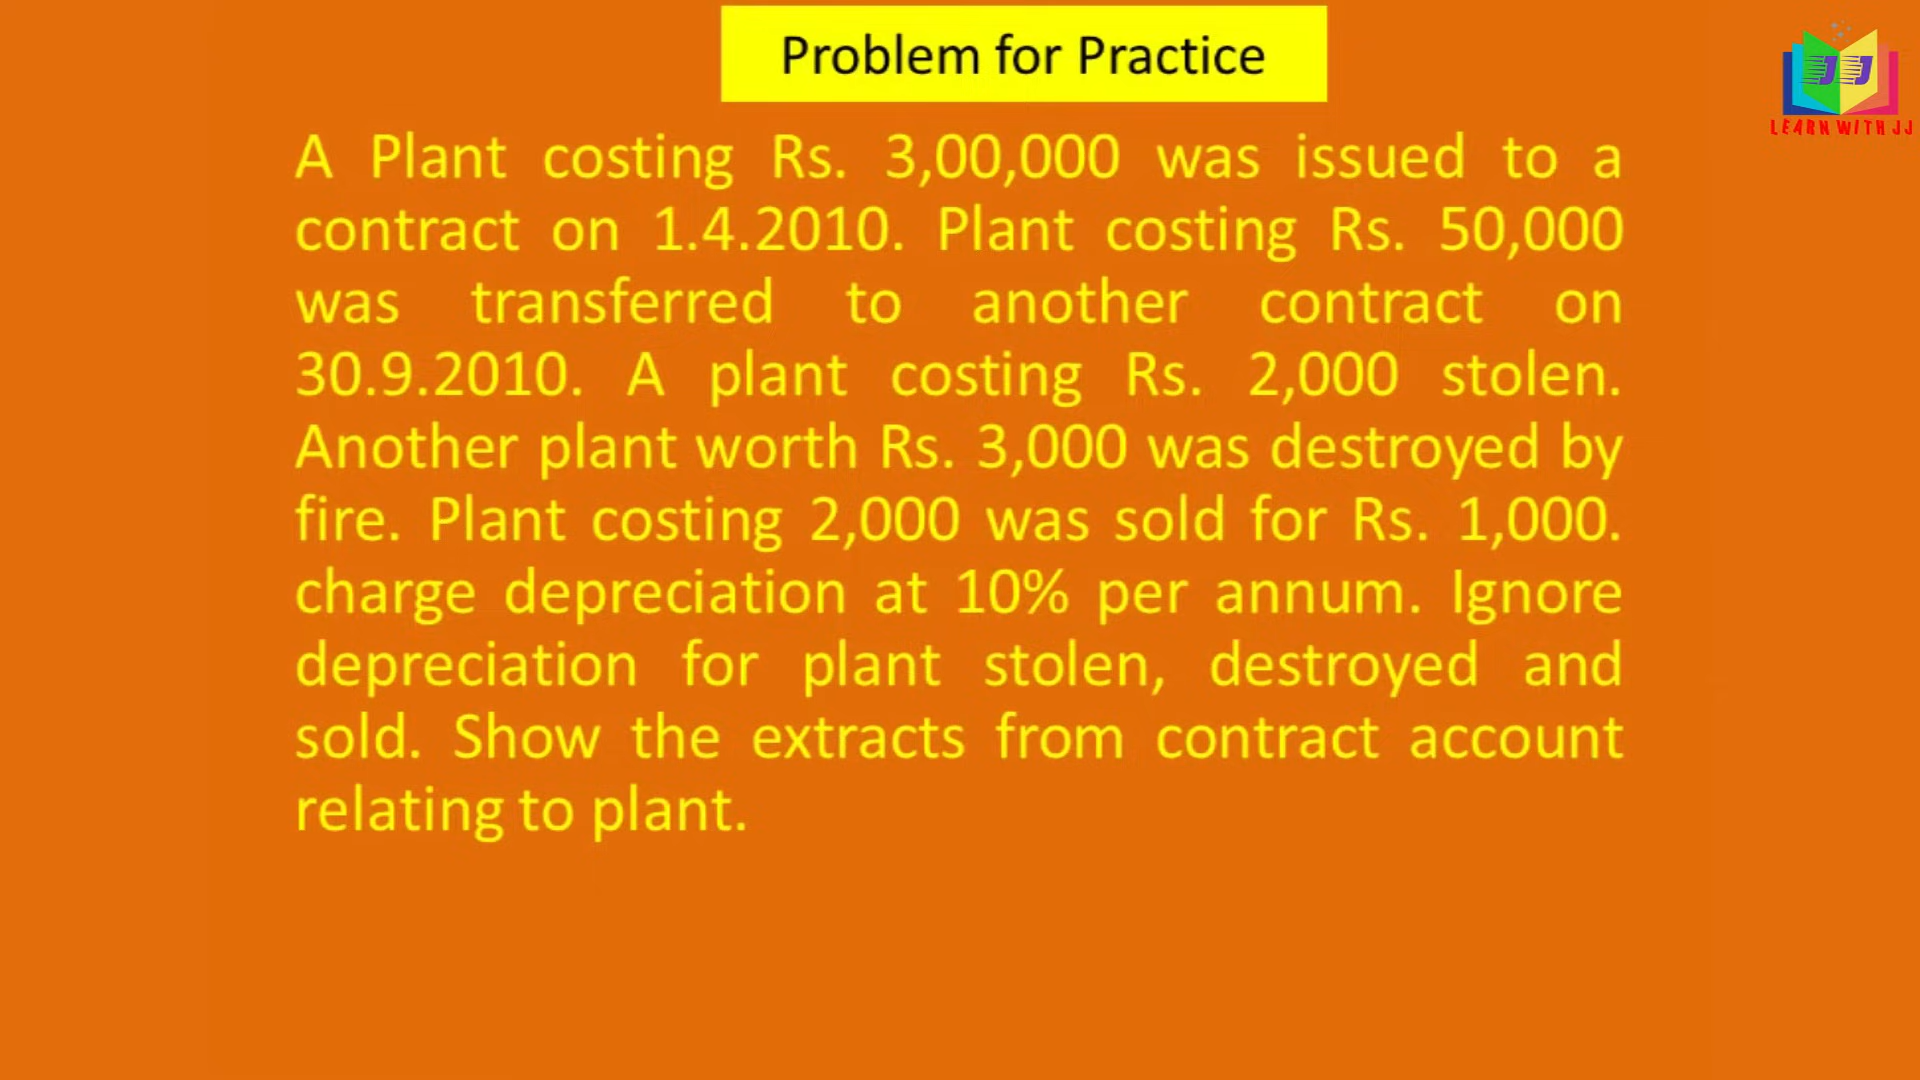 Problem for Practice
A Plant costing Rs. 3,00,000 was issued to a
contract on 1.4.2010. Plant costing Rs. 50,000
was transferred to another contract on
30.9.2010. A plant costing Rs. 2,000 stolen.
Another plant worth Rs. 3,000 was destroyed by
fire. Plant costing 2,000 was sold for Rs. 1,000.
charge depreciation at 10% per annum. Ignore
depreciation for plant stolen, destroyed and
sold. Show the extracts from contract account
relating to plant.
JJ
LEARN WITH JJ